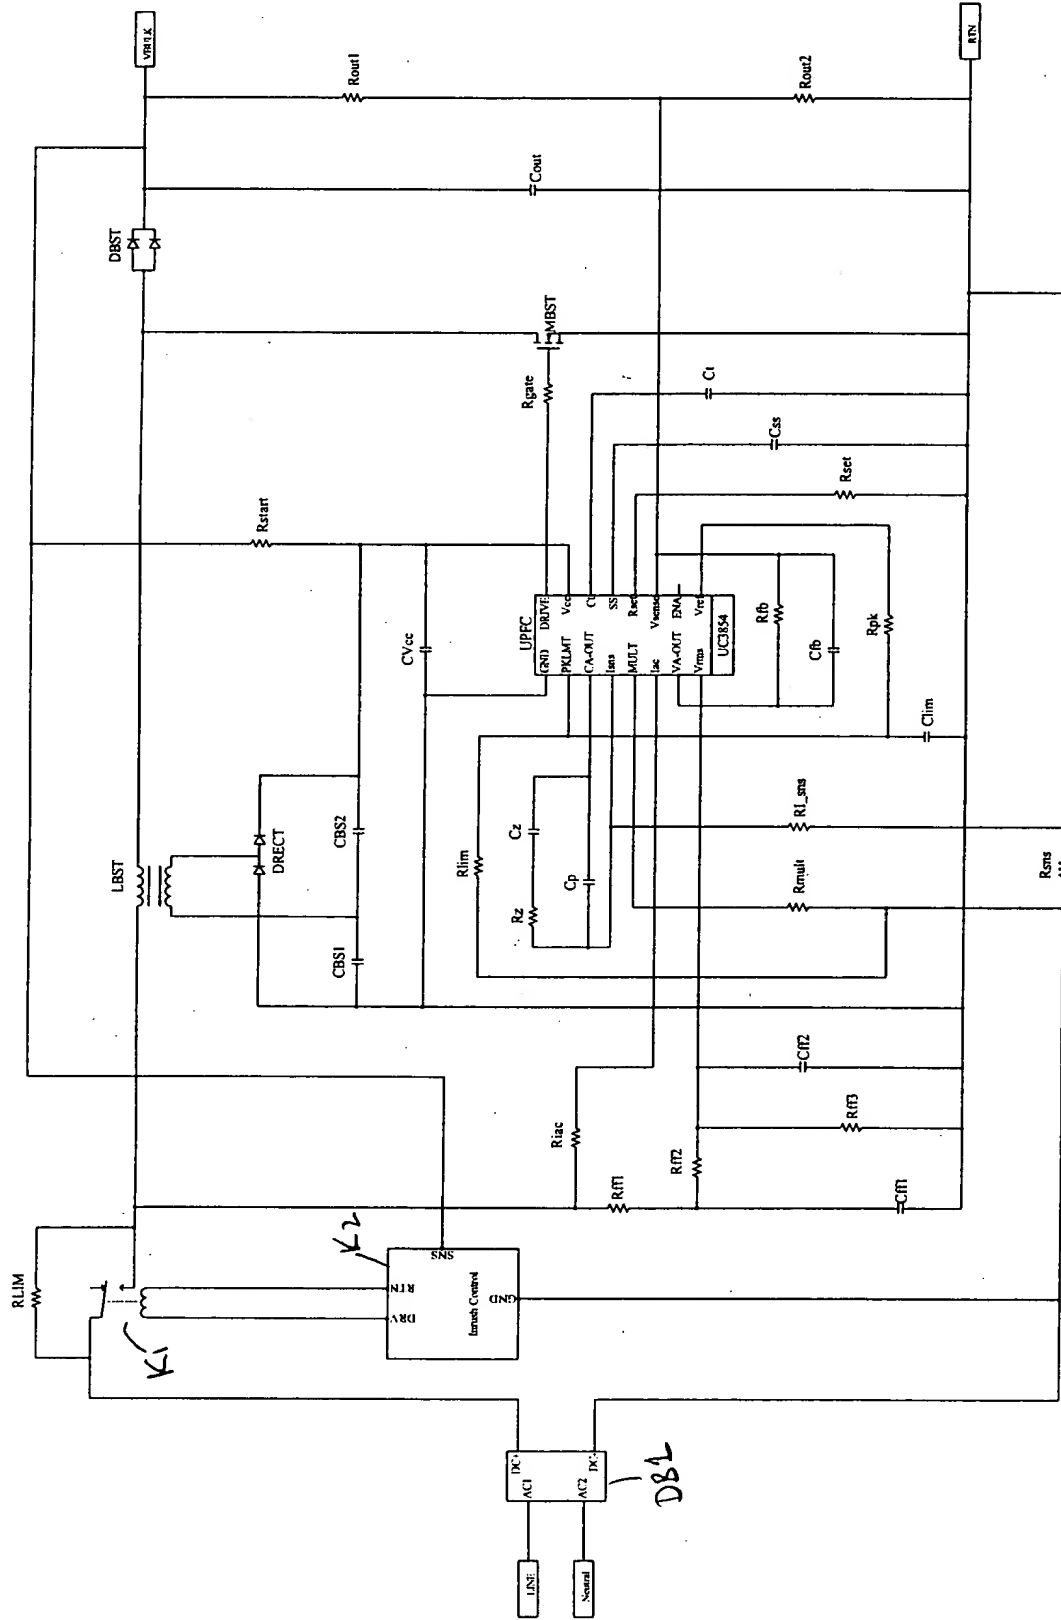 VBULK
RTN
Rout1
Rout2
Cout
DBST
MBST
Rgate
Ct
Css
Rset
Rstart
UPFC
GND
DRIVE
PKLMT
Vcc
CA-OUT
Ct
Isns
SS
MULT
Rset
Iac
Vsense
VA-OUT
ENA
Vrms
Vref
UC3854
CVcc
Rfb
Cfb
Rpk
Clim
LBST
DRECT
CBS2
CBS1
Rlim
Cz
Rz
Cp
RI_sns
Rmult
Rsns
Riac
Rff1
Rff2
Cff2
Rff3
Cff1
RLIM
K1
K2
SNS
RTN
DRV
Inrush Control
GND
DC+
AC1
DC-
AC2
DB1
LINE
Neutral